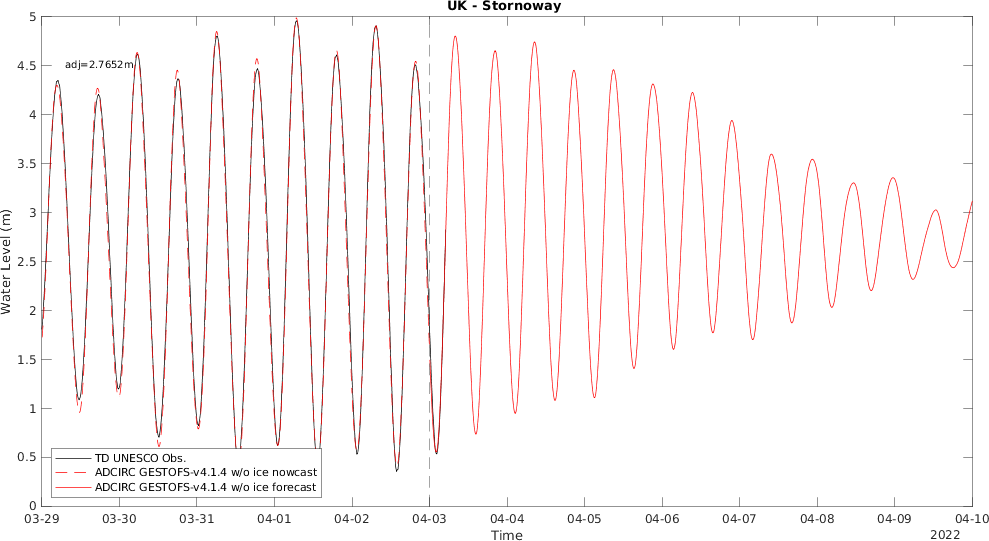 UK - Stornoway
adj=2.7652m
5
4.5
4
3.5
3
2.5
2
1.5
1
0.5
0
Water Level (m)
TD UNESCO Obs.
ADCIRC GESTOFS-v4.1.4 w/o ice nowcast
ADCIRC GESTOFS-v4.1.4 w/o ice forecast
03-29 03-30 03-31 04-01 04-02 04-03 04-04 04-05 04-06 04-07 04-08 04-09 04-10
Time
2022